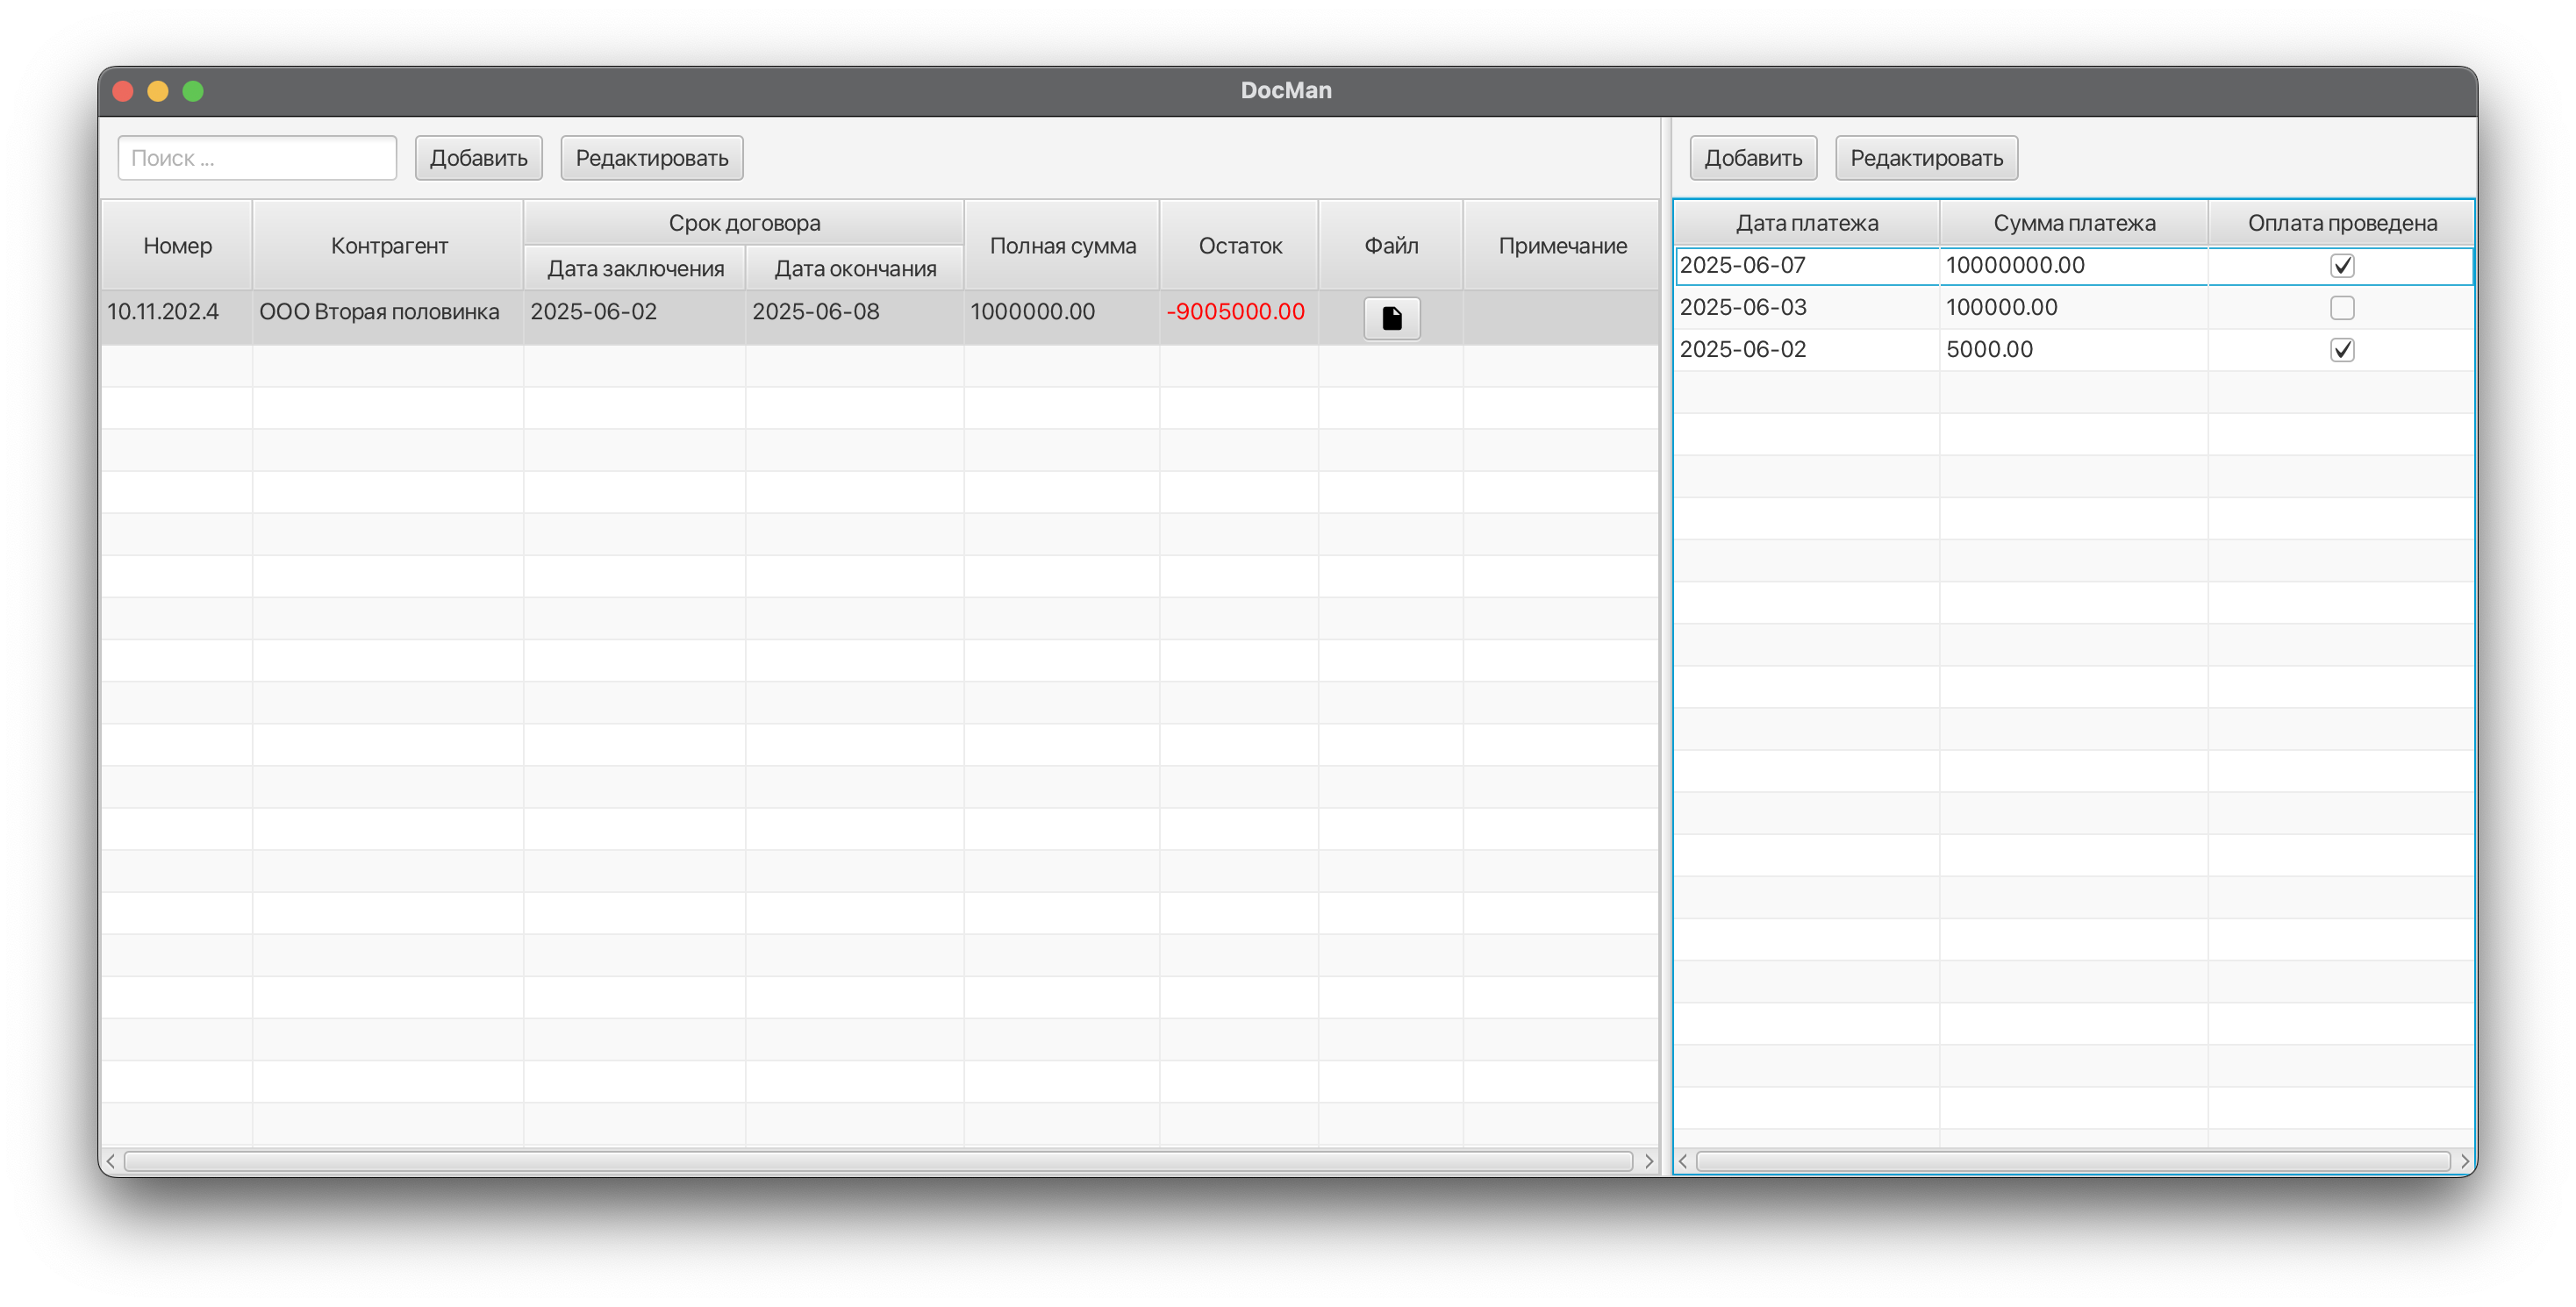 DocMan
Поиск ...
Добавить
Редактировать
Номер
Контрагент
Срок договора
Дата заключения
Дата окончания
Полная сумма
Остаток
Файл
Примечание
10.11.202.4
ООО Вторая половинка
2025-06-02
2025-06-08
1000000.00
-9005000.00
Добавить
Редактировать
Дата платежа
Сумма платежа
Оплата проведена
2025-06-07
10000000.00
2025-06-03
100000.00
2025-06-02
5000.00